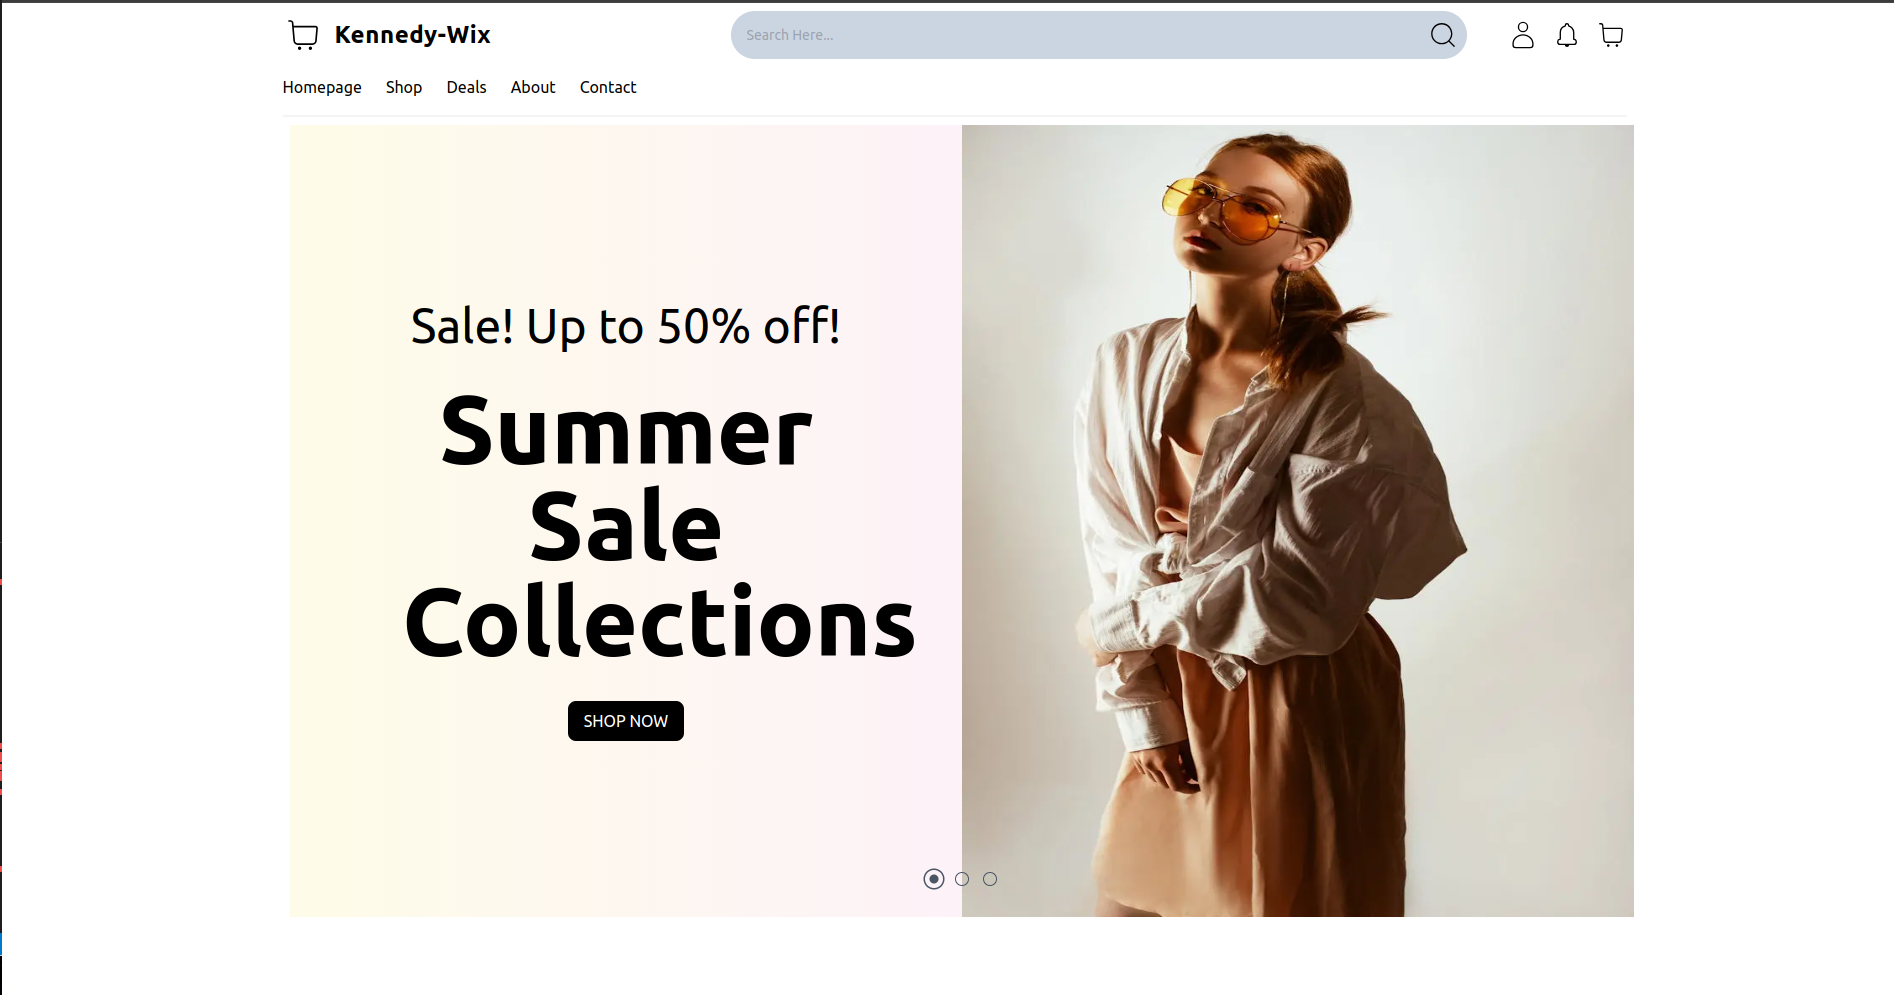 Kennedy-Wix
Search Here...
Homepage Shop Deals About Contact
Sale! Up to 50% off!
Summer
Sale
Collections
SHOP NOW